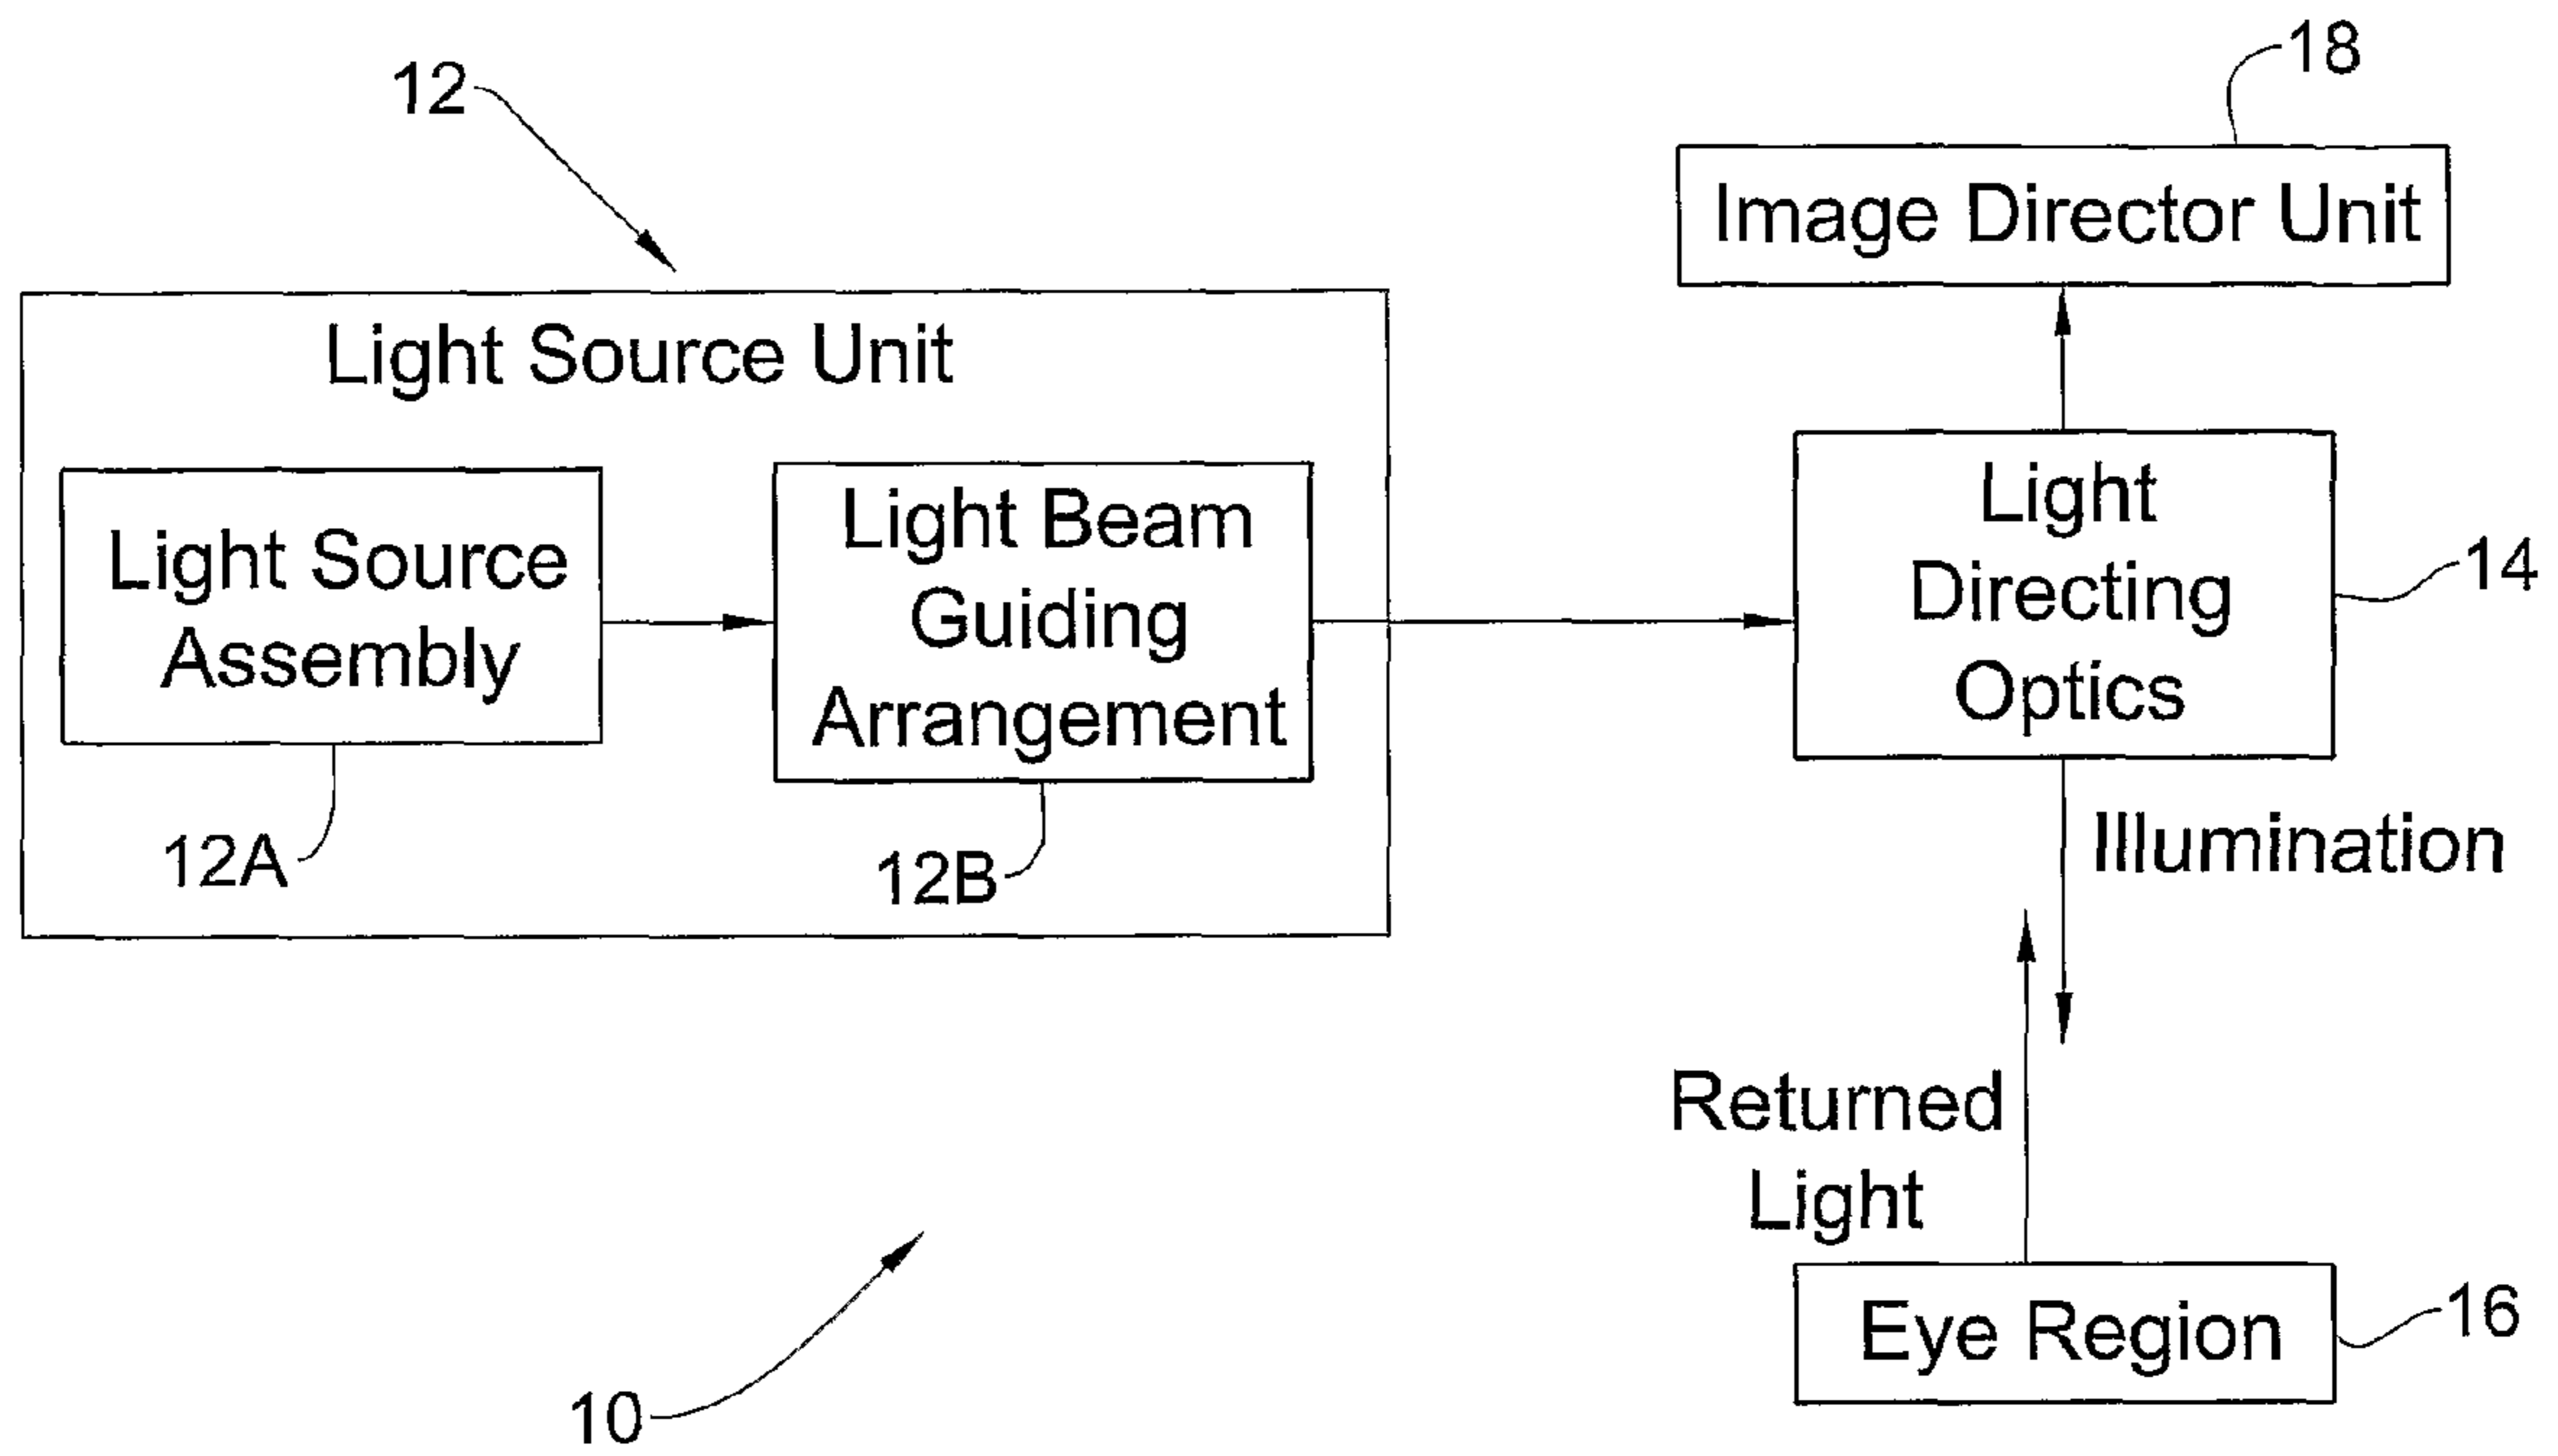 18
12
Image Director Unit
Light Source Unit
Light Source
Assembly
Light Beam
Guiding
Arrangement
Light
Directing
Optics
14
12A
12B
Illumination
Returned
Light
Eye Region
16
10